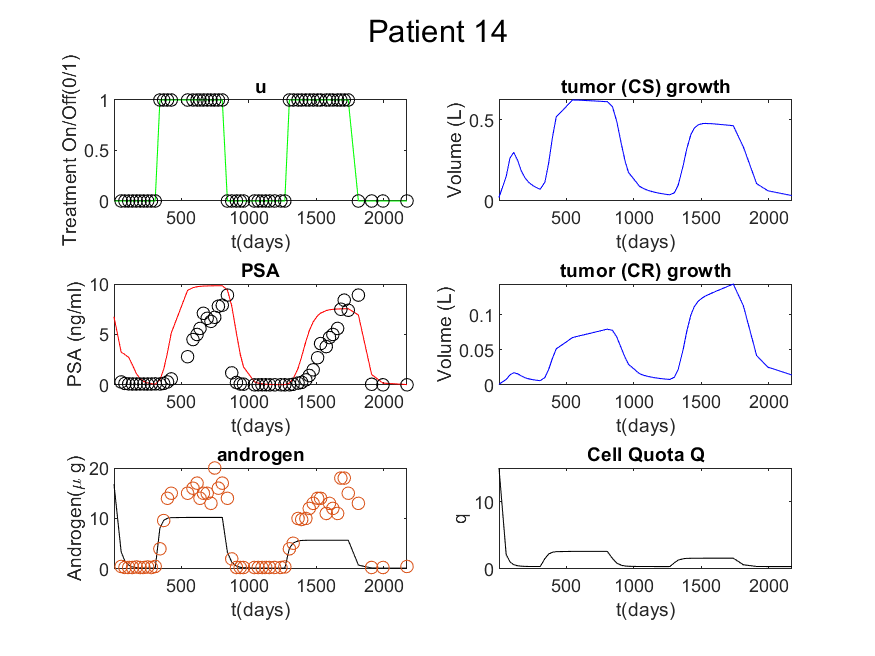 Patient 14
u
Treatment On/Off(0/1)
1
0.5
0
500 1000 1500 2000
t(days)
tumor (CS) growth
Volume (L)
0.5
0
500 1000 1500 2000
t(days)
PSA
PSA (ng/ml)
10
5
0
500 1000 1500 2000
t(days)
tumor (CR) growth
Volume (L)
0.1
0.05
0
500 1000 1500 2000
t(days)
androgen
Androgen(μ g)
20
10
0
500 1000 1500 2000
t(days)
Cell Quota Q
q
10
0
500 1000 1500 2000
t(days)